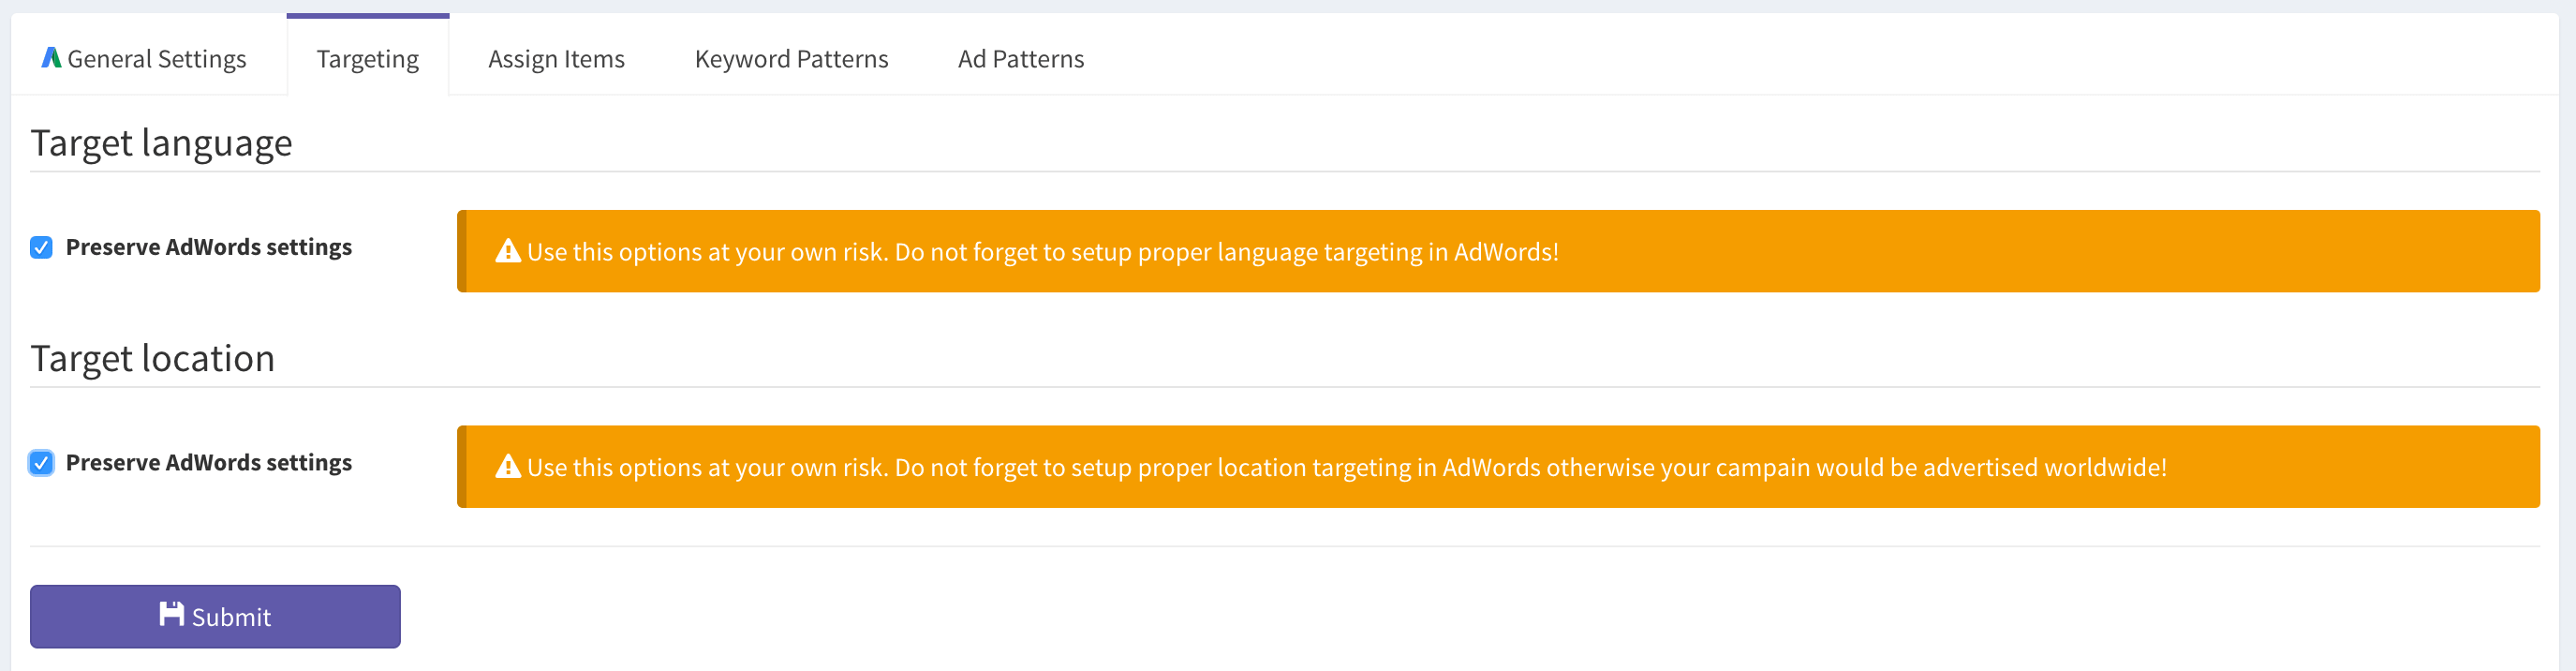 General Settings Targeting Assign Items Keyword Patterns Ad Patterns
Target language
Preserve AdWords settings Use this options at your own risk. Do not forget to setup proper language targeting in AdWords!
Target location
Preserve AdWords settings Use this options at your own risk. Do not forget to setup proper location targeting in AdWords otherwise your campain would be advertised worldwide!
Submit